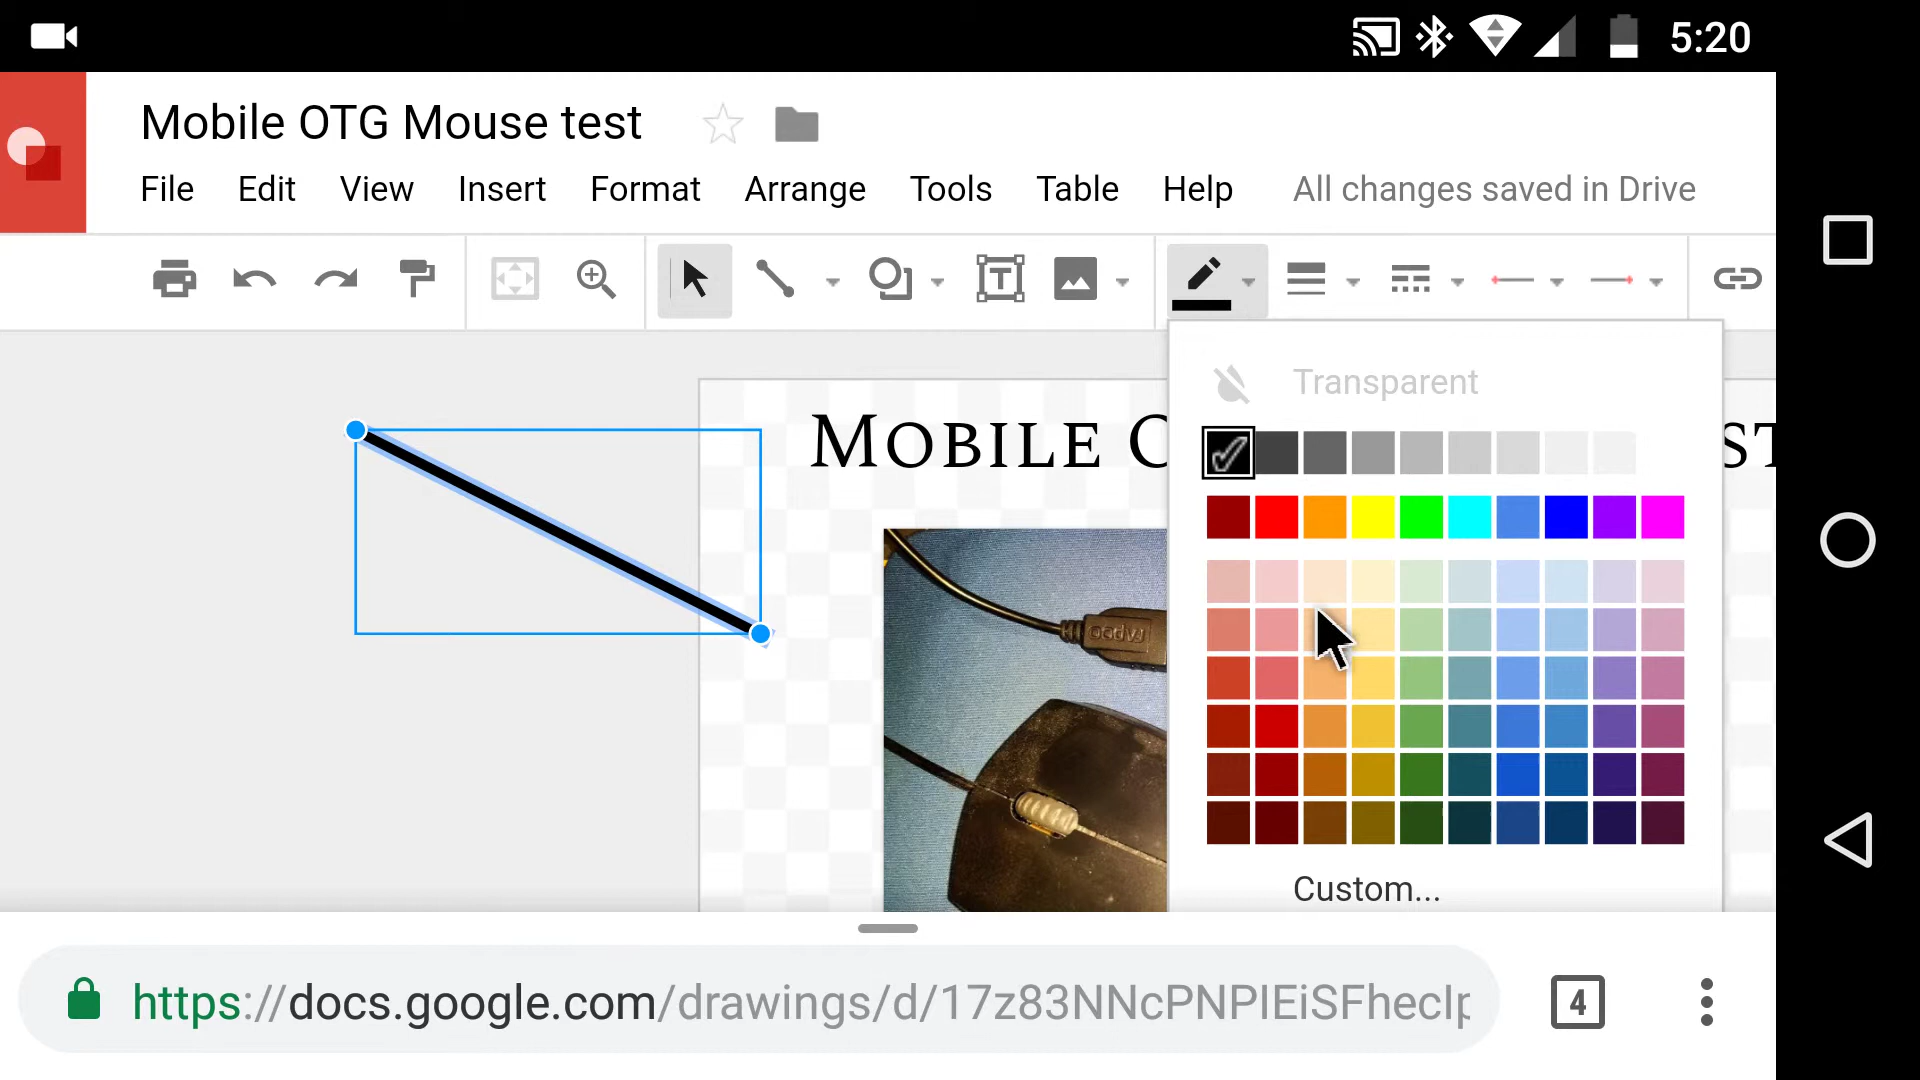 5:20
Mobile OTG Mouse test
File Edit View Insert Format Arrange Tools Table Help All changes saved in Drive
Transparent
MOBILE
Custom...
https://docs.google.com/drawings/d/17z83NNcPNPIEiSFhecIp
4